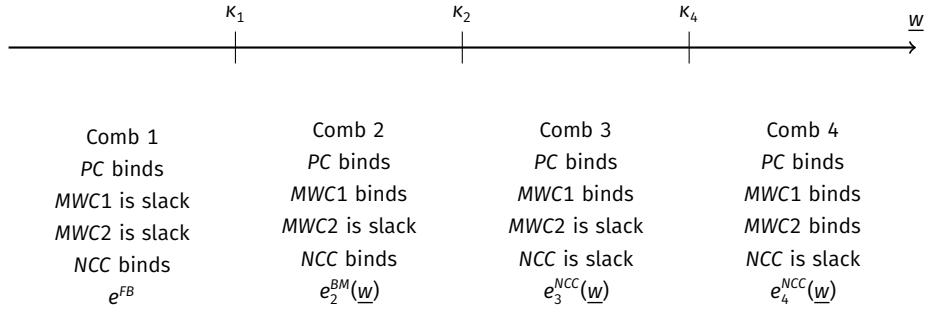 κ₁ κ₂ κ₄ w̲
Comb 1
PC binds
MWC1 is slack
MWC2 is slack
NCC binds
e^{FB}
Comb 2
PC binds
MWC1 binds
MWC2 is slack
NCC binds
e₂^{BM}(w̲)
Comb 3
PC binds
MWC1 binds
MWC2 is slack
NCC is slack
e₃^{NCC}(w̲)
Comb 4
PC binds
MWC1 binds
MWC2 binds
NCC is slack
e₄^{NCC}(w̲)